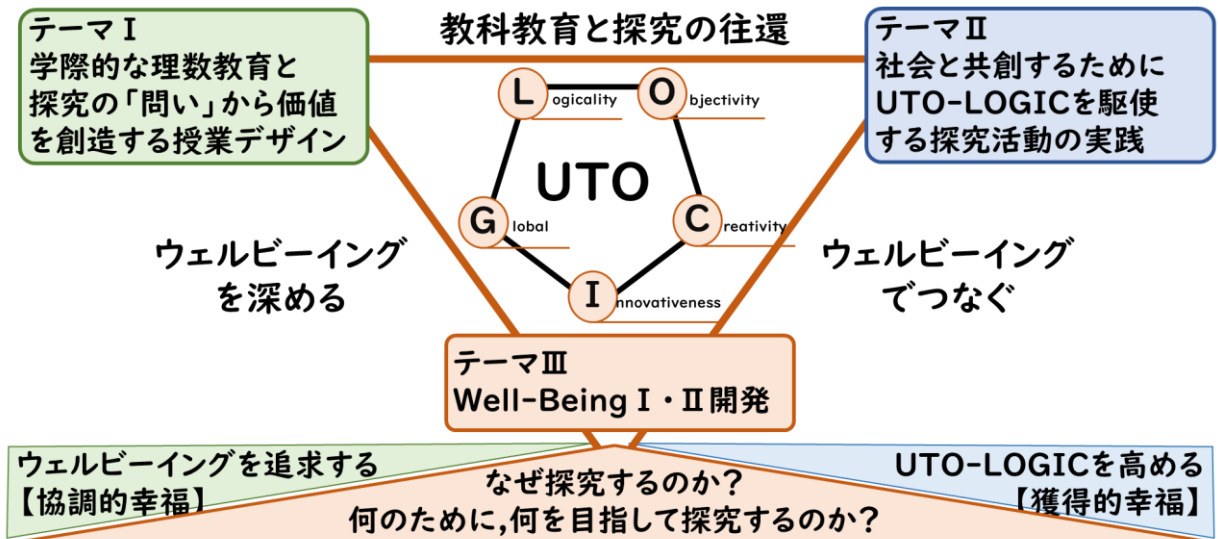 テーマⅠ
学際的な理数教育と
探究の「問い」から価値
を創造する授業デザイン
教科教育と探究の往還
テーマⅡ
社会と共創するために
UTO-LOGICを駆使
する探究活動の実践
Logicality
Objectivity
UTO
Global
Creativity
Innovativeness
ウェルビーイング
を深める
ウェルビーイング
でつなぐ
テーマⅢ
Well-BeingⅠ・Ⅱ開発
ウェルビーイングを追求する
【協調的幸福】
なぜ探究するのか?
何のために,何を目指して探究するのか?
UTO-LOGICを高める
【獲得的幸福】